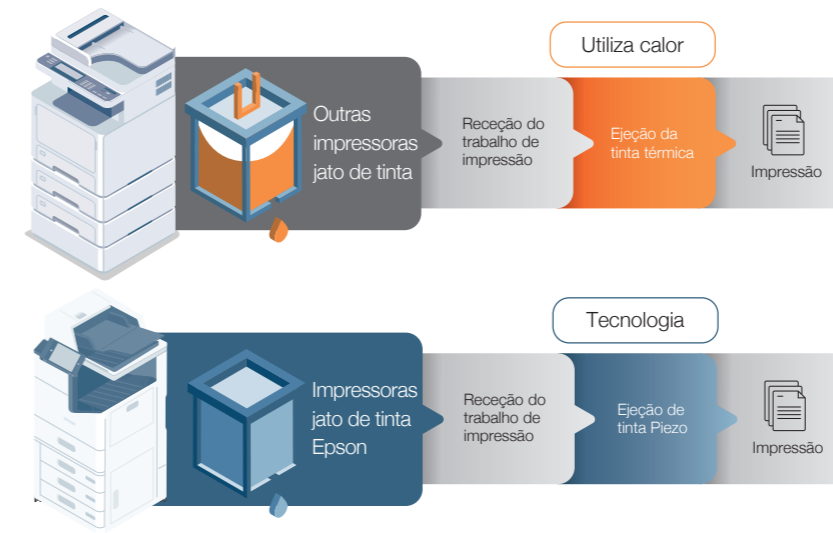 Utiliza calor
Outras
impressoras
jato de tinta
Receção do
trabalho de
impressão
Ejeção da
tinta térmica
Impressão
Tecnologia
Impressoras
jato de tinta
Epson
Receção do
trabalho de
impressão
Ejeção de
tinta Piezo
Impressão